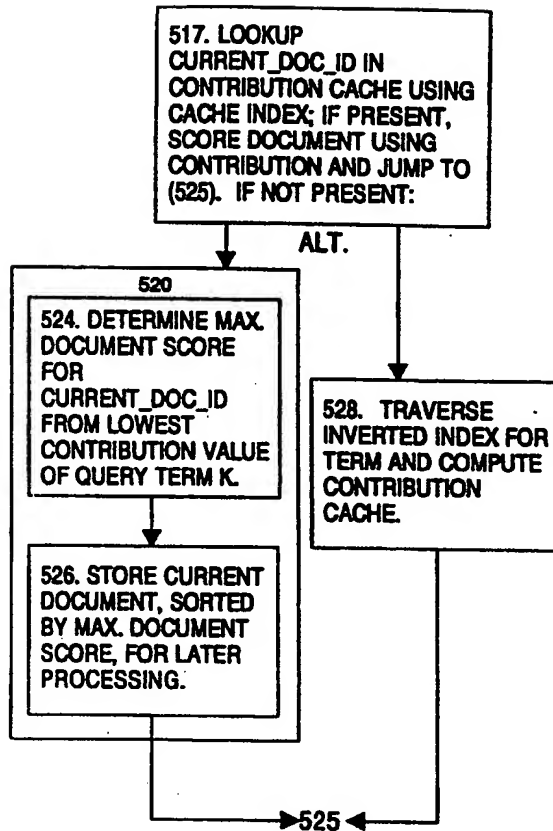 517. LOOKUP
CURRENT_DOC_ID IN
CONTRIBUTION CACHE USING
CACHE INDEX; IF PRESENT,
SCORE DOCUMENT USING
CONTRIBUTION AND JUMP TO
(525). IF NOT PRESENT:
ALT.
520
524. DETERMINE MAX.
DOCUMENT SCORE
FOR
CURRENT_DOC_ID
FROM LOWEST
CONTRIBUTION VALUE
OF QUERY TERM K.
526. STORE CURRENT
DOCUMENT, SORTED
BY MAX. DOCUMENT
SCORE, FOR LATER
PROCESSING.
528. TRAVERSE
INVERTED INDEX FOR
TERM AND COMPUTE
CONTRIBUTION
CACHE.
525